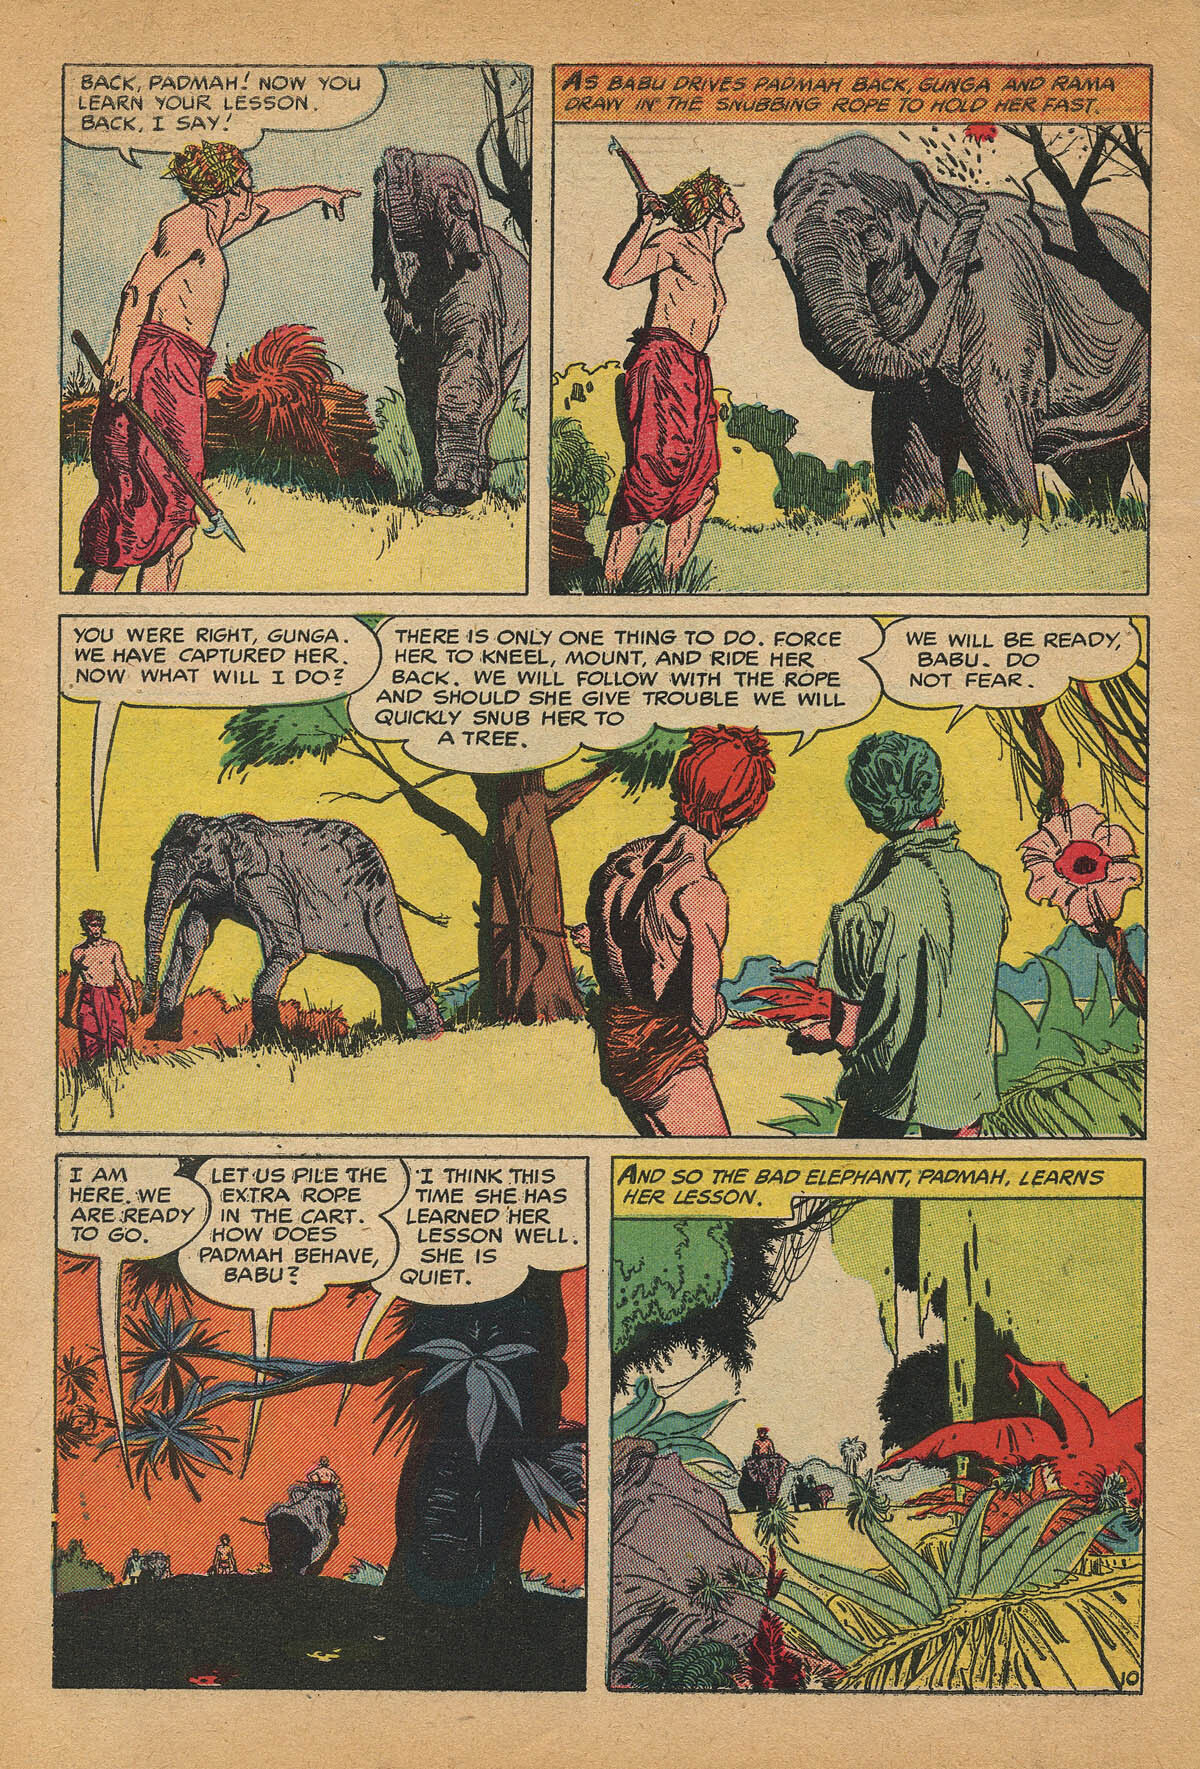 BACK, PADMAH! NOW YOU
LEARN YOUR LESSON.
BACK, I SAY!
AS BABU DRIVES PADMAH BACK, GUNGA AND RAMA
DRAW IN THE SNUBBING ROPE TO HOLD HER FAST.
YOU WERE RIGHT, GUNGA.
WE HAVE CAPTURED HER.
NOW WHAT WILL I DO?
THERE IS ONLY ONE THING TO DO. FORCE
HER TO KNEEL, MOUNT, AND RIDE HER
BACK. WE WILL FOLLOW WITH THE ROPE
AND SHOULD SHE GIVE TROUBLE WE WILL
QUICKLY SNUB HER TO
A TREE.
WE WILL BE READY,
BABU. DO
NOT FEAR.
I AM
HERE. WE
ARE READY
TO GO.
LET US PILE THE
EXTRA ROPE
IN THE CART.
HOW DOES
PADMAH BEHAVE,
BABU?
I THINK THIS
TIME SHE HAS
LEARNED HER
LESSON WELL.
SHE IS
QUIET.
AND SO THE BAD ELEPHANT, PADMAH, LEARNS
HER LESSON.
10